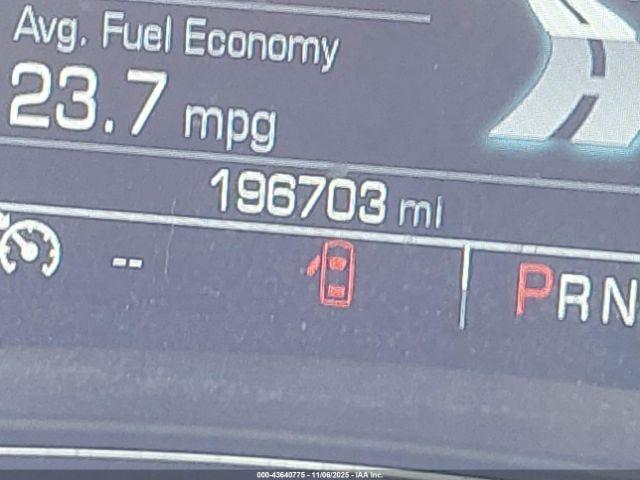 Avg. Fuel Economy
23.7 mpg
196703 mi
--
PRN
000-43640775 - 11/06/2025 - IAA Inc.